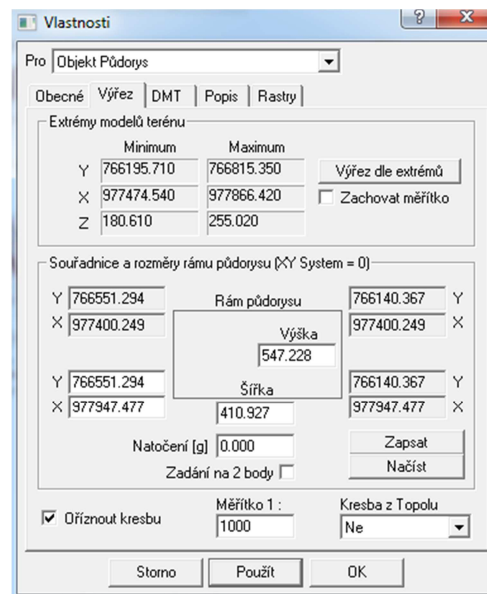 Vlastnosti
Pro Objekt Půdorys
Obecné Výřez DMT Popis Rastry
Extrémy modelů terénu
Minimum Maximum
Y 766195.710 766815.350 Výřez dle extrémů
X 977474.540 977866.420 Zachovat měřítko
Z 180.610 255.020
Souřadnice a rozměry rámu půdorysu (XY System = 0)
Y 766551.294 Rám půdorysu 766140.367 Y
X 977400.249 977400.249 X
Výška
547.228
Y 766551.294 Šířka 766140.367 Y
X 977947.477 410.927 977947.477 X
Natočení [g] 0.000 Zapsat
Zadání na 2 body Načíst
Měřítko 1 : Kresba z Topolu
Oříznout kresbu 1000 Ne
Storno Použít OK